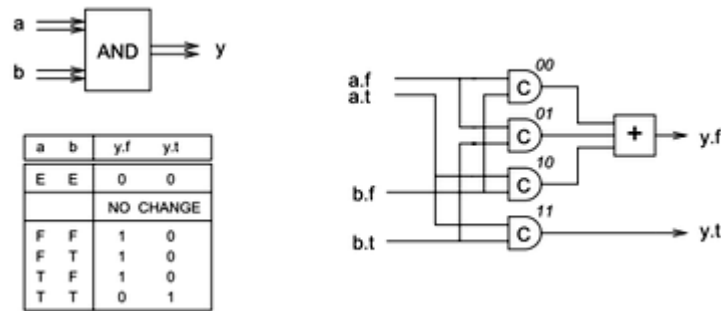 a
AND
y
b
a b y.f y.t
E E 0 0
NO CHANGE
F F 1 0
F T 1 0
T F 1 0
T T 0 1
00
a.f
a.t
C
01
C
+
y.f
10
b.f
C
11
b.t
C
y.t